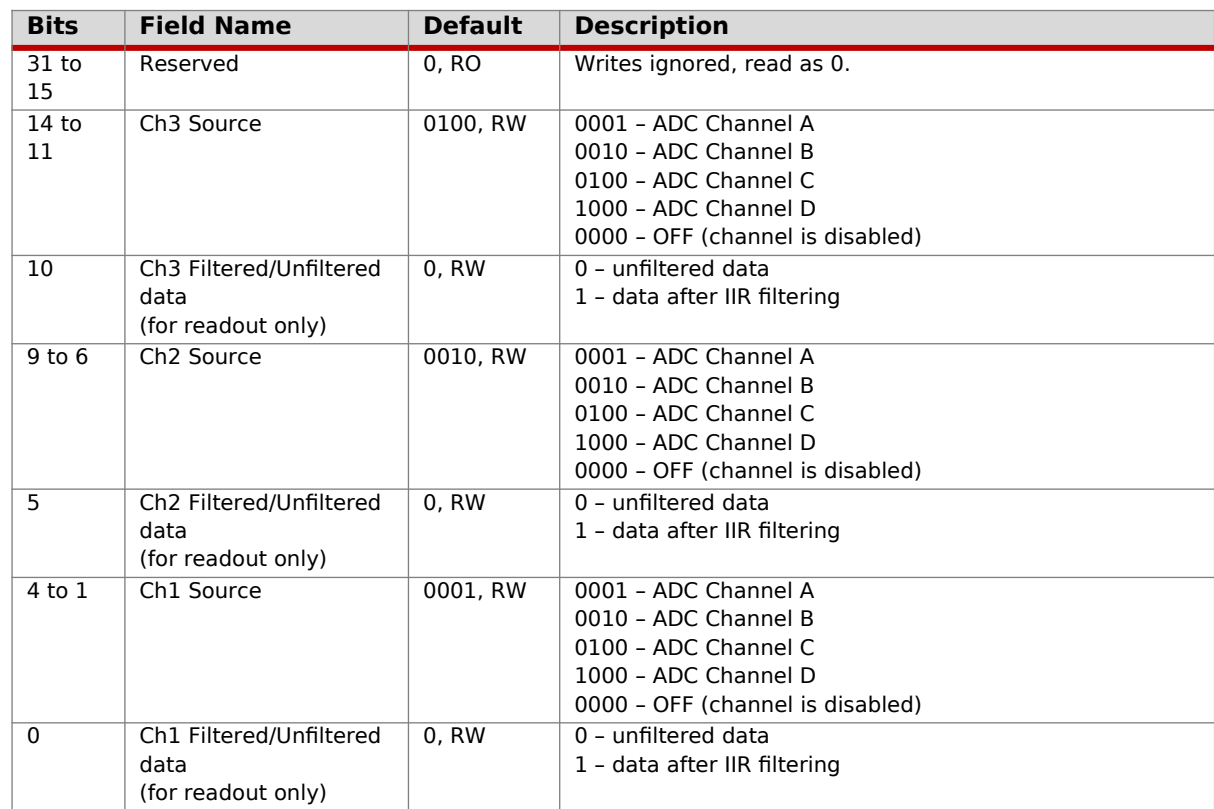 Bits Field Name Default Description
31 to Reserved 0, RO Writes ignored, read as 0.
15
14 to Ch3 Source 0100, RW 0001 – ADC Channel A
11 0010 – ADC Channel B
0100 – ADC Channel C
1000 – ADC Channel D
0000 – OFF (channel is disabled)
10 Ch3 Filtered/Unfiltered 0, RW 0 – unfiltered data
data 1 – data after IIR filtering
(for readout only)
9 to 6 Ch2 Source 0010, RW 0001 – ADC Channel A
0010 – ADC Channel B
0100 – ADC Channel C
1000 – ADC Channel D
0000 – OFF (channel is disabled)
5 Ch2 Filtered/Unfiltered 0, RW 0 – unfiltered data
data 1 – data after IIR filtering
(for readout only)
4 to 1 Ch1 Source 0001, RW 0001 – ADC Channel A
0010 – ADC Channel B
0100 – ADC Channel C
1000 – ADC Channel D
0000 – OFF (channel is disabled)
0 Ch1 Filtered/Unfiltered 0, RW 0 – unfiltered data
data 1 – data after IIR filtering
(for readout only)